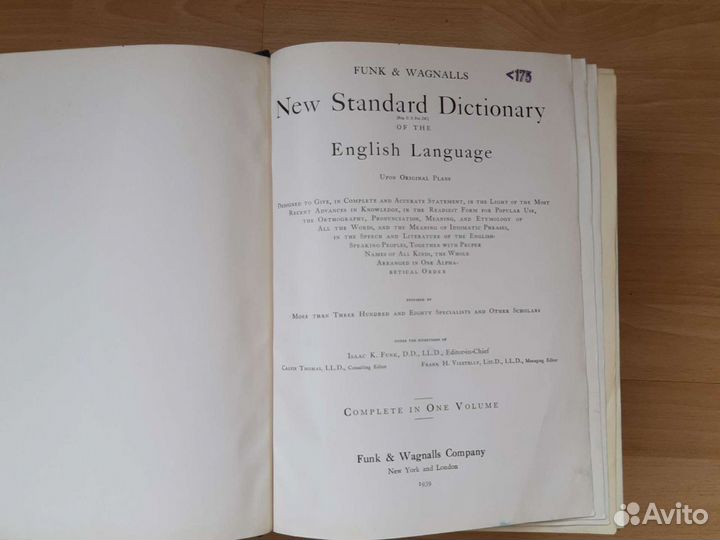 FUNK & WAGNALLS
<175
New Standard Dictionary
(Reg. U. S. Pat. Off.)
OF THE
English Language
UPON ORIGINAL PLANS
DESIGNED TO GIVE, IN COMPLETE AND ACCURATE STATEMENT, IN THE LIGHT OF THE MOST
RECENT ADVANCES IN KNOWLEDGE, IN THE READIEST FORM FOR POPULAR USE,
THE ORTHOGRAPHY, PRONUNCIATION, MEANING, AND ETYMOLOGY OF
ALL THE WORDS, AND THE MEANING OF IDIOMATIC PHRASES,
IN THE SPEECH AND LITERATURE OF THE ENGLISH-
SPEAKING PEOPLES, TOGETHER WITH PROPER
NAMES OF ALL KINDS, THE WHOLE
ARRANGED IN ONE ALPHA-
BETICAL ORDER
PREPARED BY
MORE THAN THREE HUNDRED AND EIGHTY SPECIALISTS AND OTHER SCHOLARS
UNDER THE SUPERVISION OF
ISAAC K. FUNK, D.D., LL.D., Editor-in-Chief
CALVIN THOMAS, LL.D., Consulting Editor FRANK H. VIZETELLY, LITT.D., LL.D., Managing Editor
COMPLETE IN ONE VOLUME
Funk & Wagnalls Company
NEW YORK AND LONDON
1939
Avito